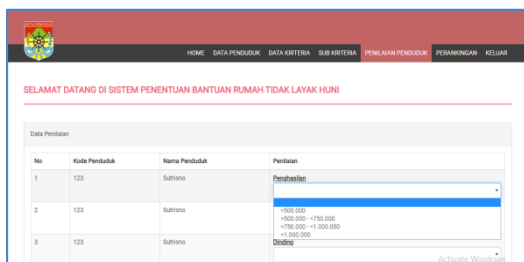 HOME DATA PENDUDUK DATA KRITERIA SUB KRITERIA PENILAIAN PENDUDUK PERANKINGAN KELUAR
SELAMAT DATANG DI SISTEM PENENTUAN BANTUAN RUMAH TIDAK LAYAK HUNI
Data Penilaian
No Kode Penduduk Nama Penduduk Penilaian
1 123 Sutrisno Penghasilan
2 123 Sutrisno
<500.000
>500.000 - <750.000
>750.000 - <1.000.000
>1.000.000
3 123 Sutrisno Dinding
Activate Windows